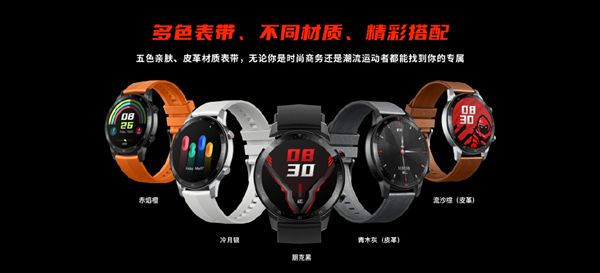 多色表带、不同材质、精彩搭配
五色亲肤、皮革材质表带，无论你是时尚商务还是潮流运动者都能找到你的专属
08
26
08
30
08
30
赤焰橙
冷月银
朋克黑
青木灰（皮革）
流沙棕（皮革）